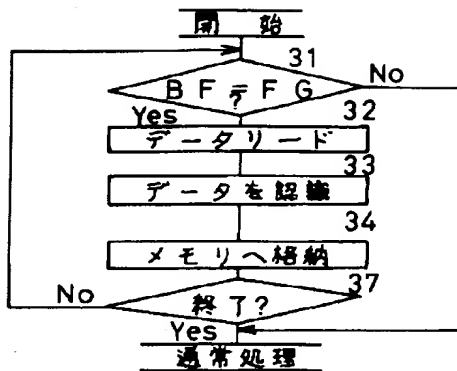 開始
31
BF=FG
?
No
Yes
32
データリード
33
データを認識
34
メモリへ格納
37
No
終了?
Yes
通常処理